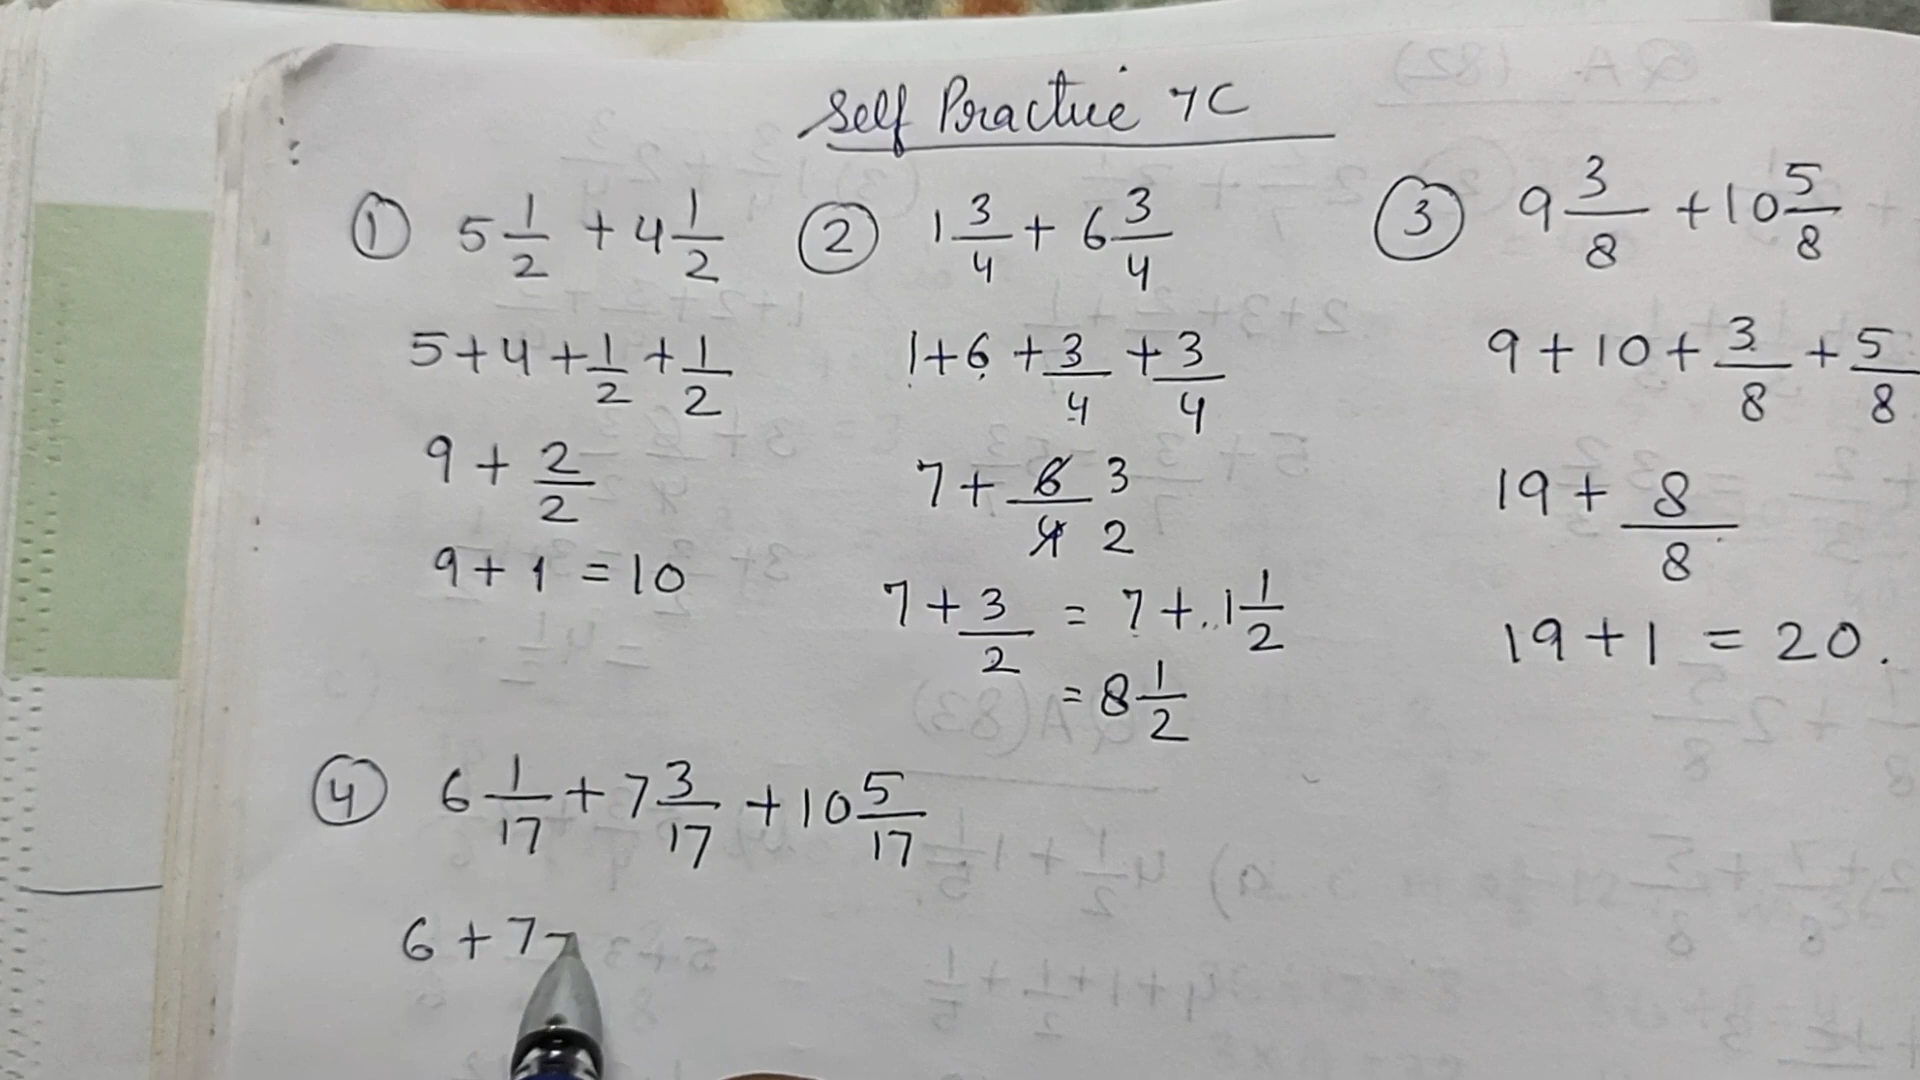 Self Practice 7C
① 5 1/2 + 4 1/2
5 + 4 + 1/2 + 1/2
9 + 2/2
9 + 1 = 10
② 1 3/4 + 6 3/4
1 + 6 + 3/4 + 3/4
7 + 6/4 3/2
7 + 3/2 = 7 + 1 1/2
= 8 1/2
③ 9 3/8 + 10 5/8
9 + 10 + 3/8 + 5/8
19 + 8/8
19 + 1 = 20.
④ 6 1/17 + 7 3/17 + 10 5/17
6 + 7